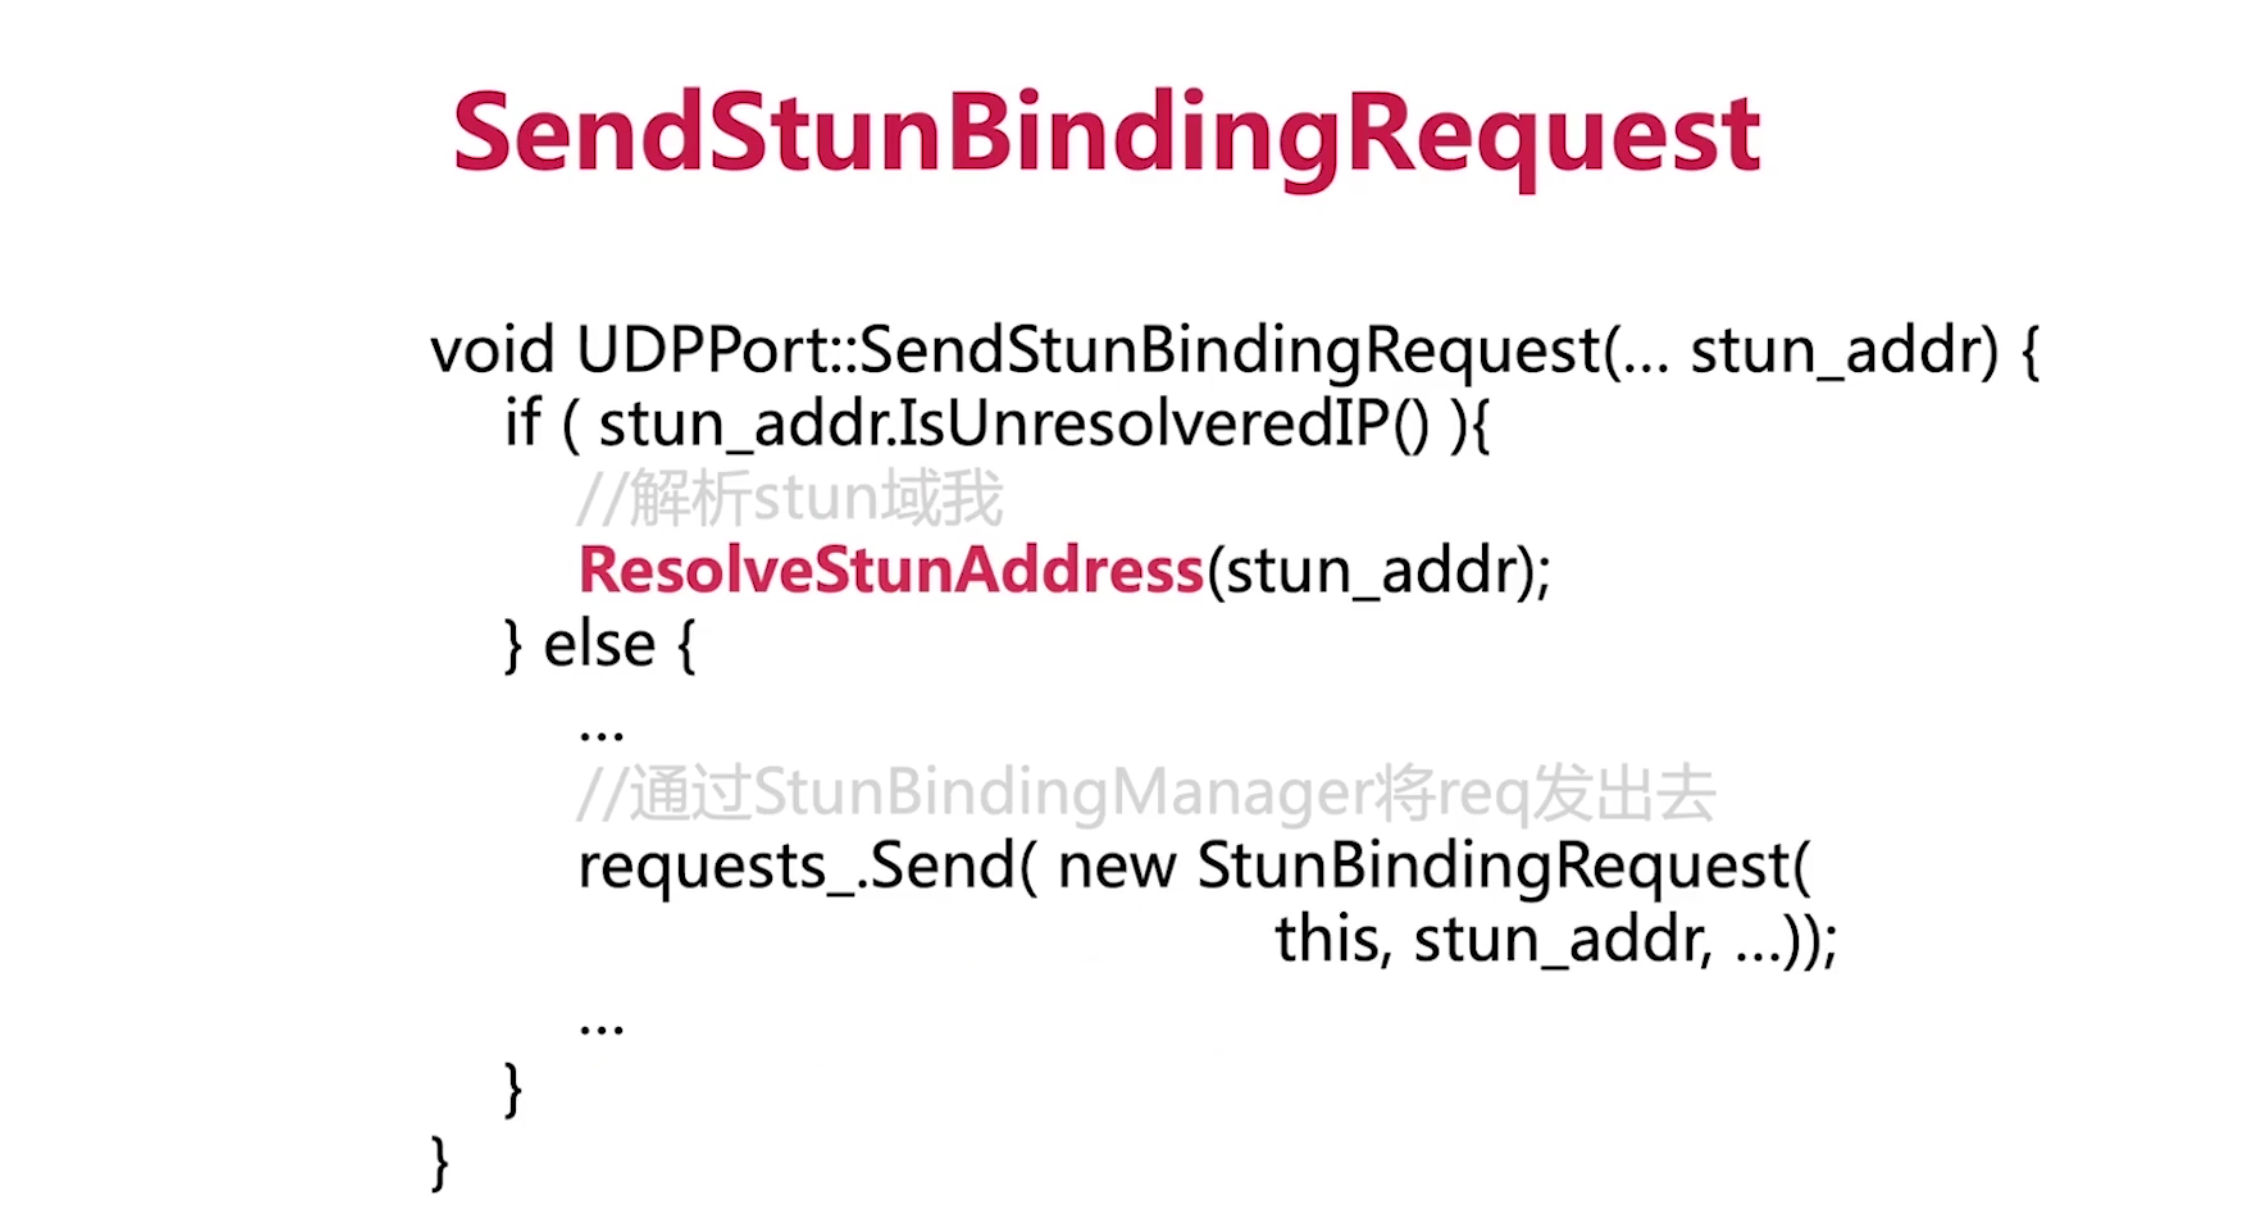 SendStunBindingRequest
void UDPPort::SendStunBindingRequest(... stun_addr) {
if ( stun_addr.IsUnresolveredIP() ){
//解析stun域我
ResolveStunAddress(stun_addr);
} else {
...
//通过StunBindingManager将req发出去
requests_.Send( new StunBindingRequest(
this, stun_addr, ...));
...
}
}